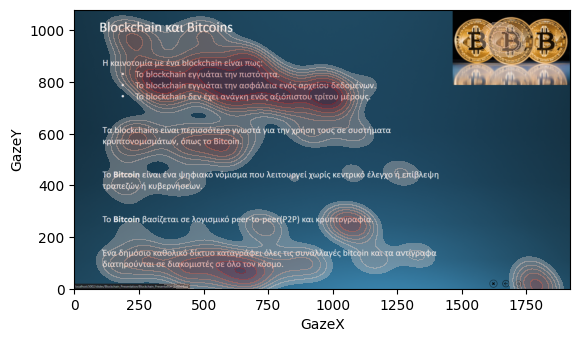 Blockchain και Bitcoins
Η καινοτομία με ένα blockchain είναι πως:
Το blockchain εγγυάται την πιστότητα.
Το blockchain εγγυάται την ασφάλεια ενός αρχείου δεδομένων.
Το blockchain δεν έχει ανάγκη ενός αξιόπιστου τρίτου μέρους.
Τα blockchains είναι περισσότερο γνωστά για την χρήση τους σε συστήματα
κρυπτονομισμάτων, όπως το Bitcoin.
Το Bitcoin είναι ένα ψηφιακό νόμισμα που λειτουργεί χωρίς κεντρικό έλεγχο ή επίβλεψη
τραπεζών ή κυβερνήσεων.
Το Bitcoin βασίζεται σε λογισμικό peer-to-peer(P2P) και κρυπτογραφία.
Ένα δημόσιο καθολικό δίκτυο καταγράφει όλες τις συναλλαγές bitcoin και τα αντίγραφα
διατηρούνται σε διακομιστές σε όλο τον κόσμο.
GazeY
1000
800
600
400
200
0
0 250 500 750 1000 1250 1500 1750
GazeX